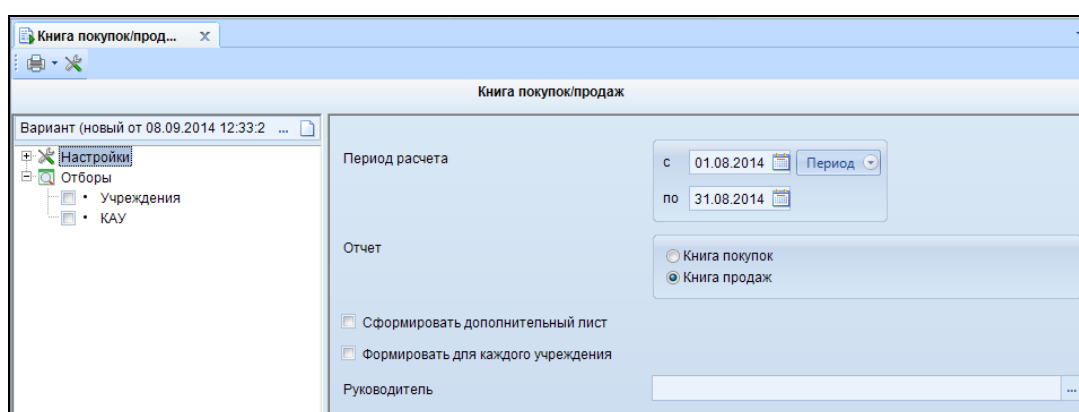 Книга покупок/прод... x
Книга покупок/продаж
Вариант (новый от 08.09.2014 12:33:2 ...
Настройки
Отборы
• Учреждения
• КАУ
Период расчета
с 01.08.2014 Период
по 31.08.2014
Отчет
Книга покупок
Книга продаж
Сформировать дополнительный лист
Формировать для каждого учреждения
Руководитель ...